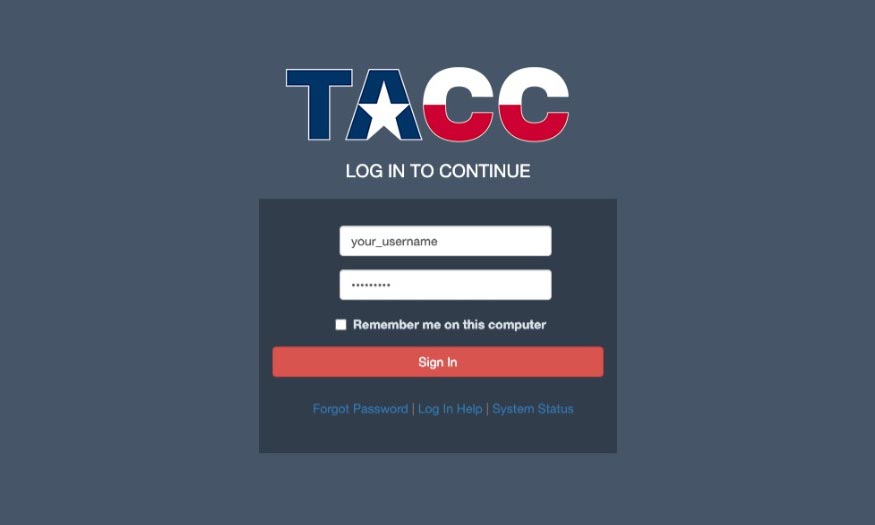 TACC
LOG IN TO CONTINUE
your_username
•••••••••
Remember me on this computer
Sign In
Forgot Password | Log In Help | System Status